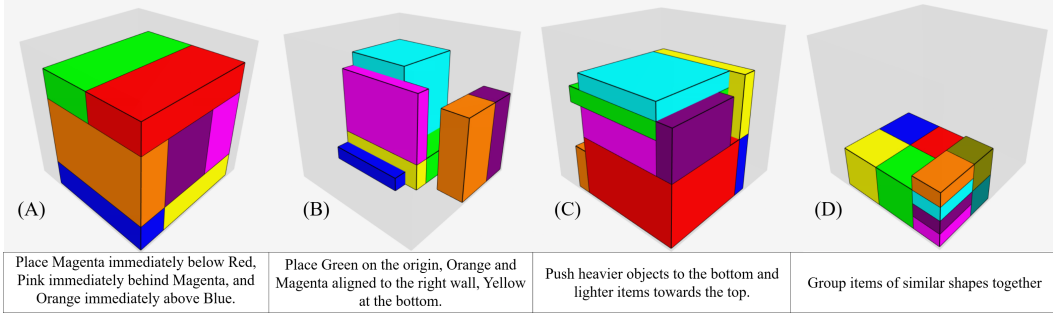 (A)
(B)
(C)
(D)
Place Magenta immediately below Red,
Pink immediately behind Magenta, and
Orange immediately above Blue.
Place Green on the origin, Orange and
Magenta aligned to the right wall, Yellow
at the bottom.
Push heavier objects to the bottom and
lighter items towards the top.
Group items of similar shapes together